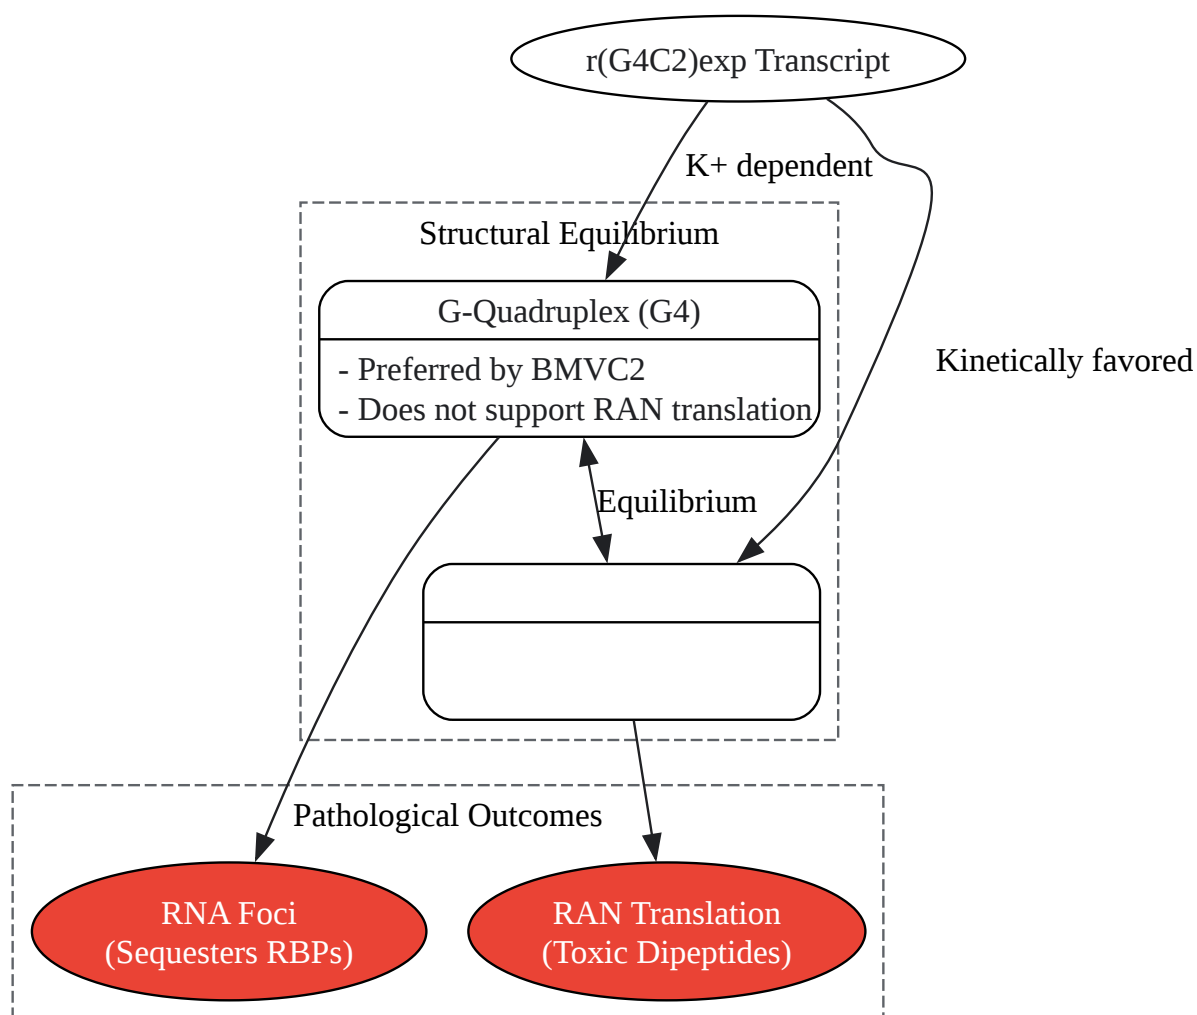 r(G4C2)exp Transcript
K+ dependent
Structural Equilibrium
G-Quadruplex (G4)
- Preferred by BMVC2
- Does not support RAN translation
Kinetically favored
Equilibrium
Pathological Outcomes
RNA Foci
(Sequesters RBPs)
RAN Translation
(Toxic Dipeptides)